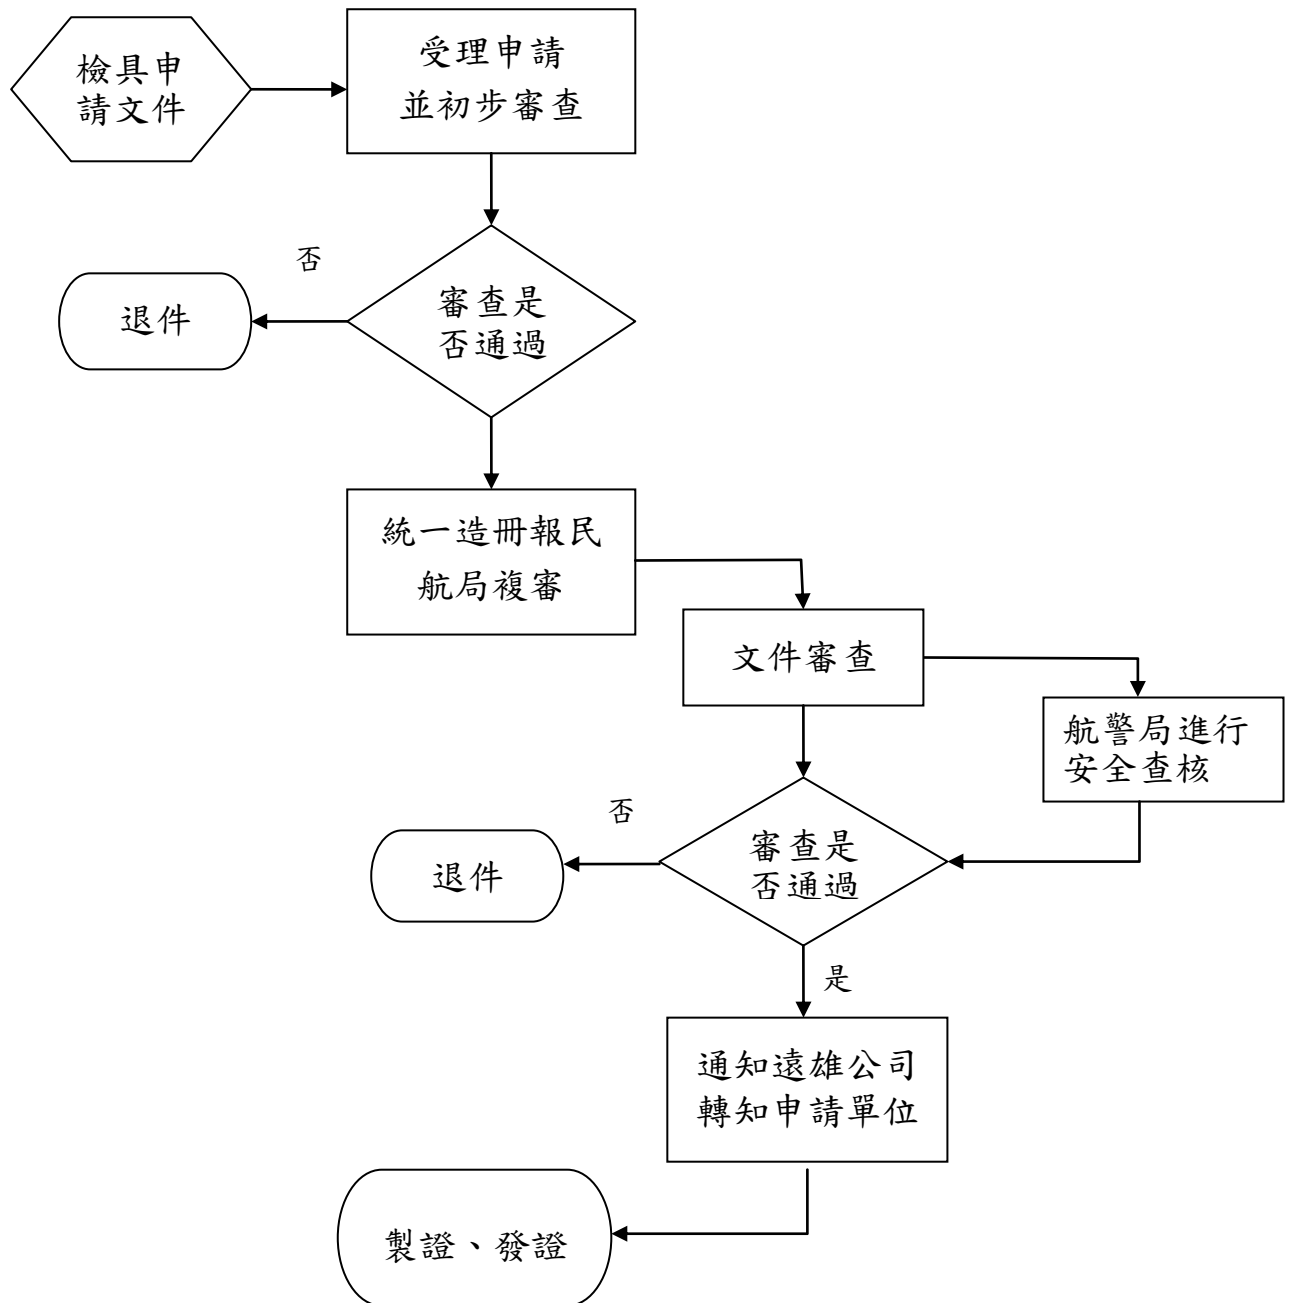 檢具申
請文件
受理申請
並初步審查
否
退件
審查是
否通過
統一造冊報民
航局複審
文件審查
航警局進行
安全查核
否
退件
審查是
否通過
是
通知遠雄公司
轉知申請單位
製證、發證